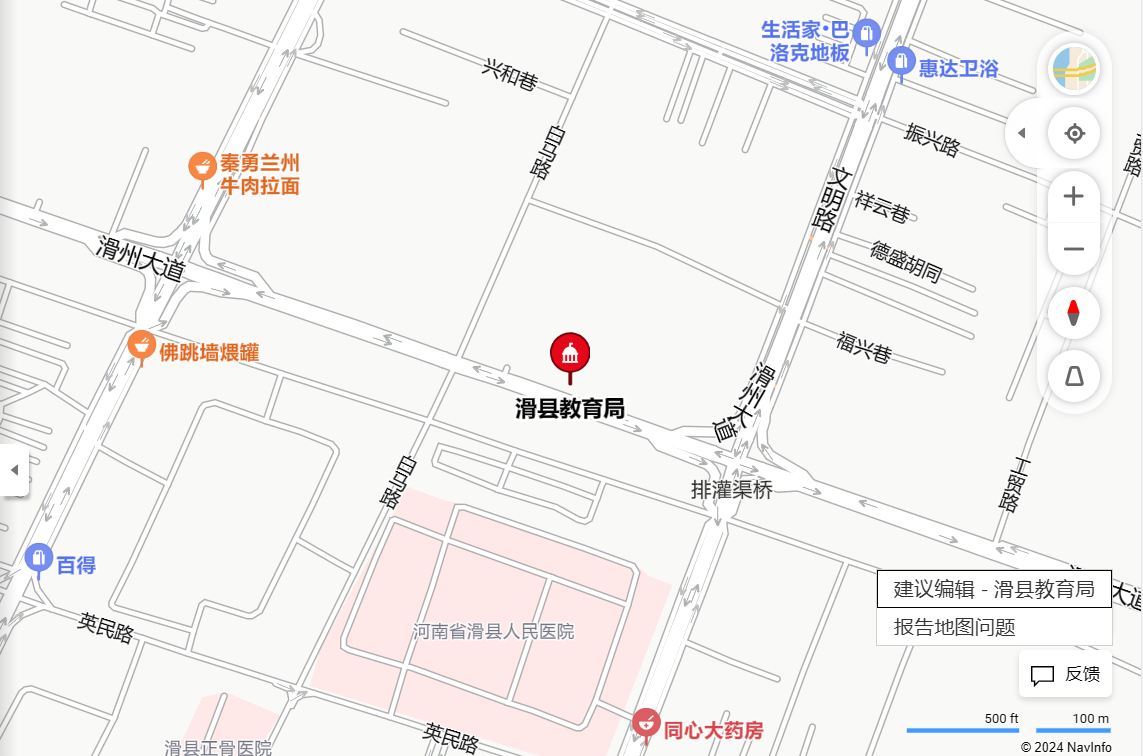 生活家·巴
洛克地板
惠达卫浴
兴和巷
白马路
振兴路
秦勇兰州
牛肉拉面
文明路
祥云巷
滑州大道
德盛胡同
福兴巷
佛跳墙煨罐
滑县教育局
滑州大道
白马路
排灌渠桥
工贸路
百得
建议编辑 - 滑县教育局
英民路
河南省滑县人民医院
报告地图问题
反馈
同心大药房
英民路
滑县正骨医院
500 ft
100 m
© 2024 NavInfo